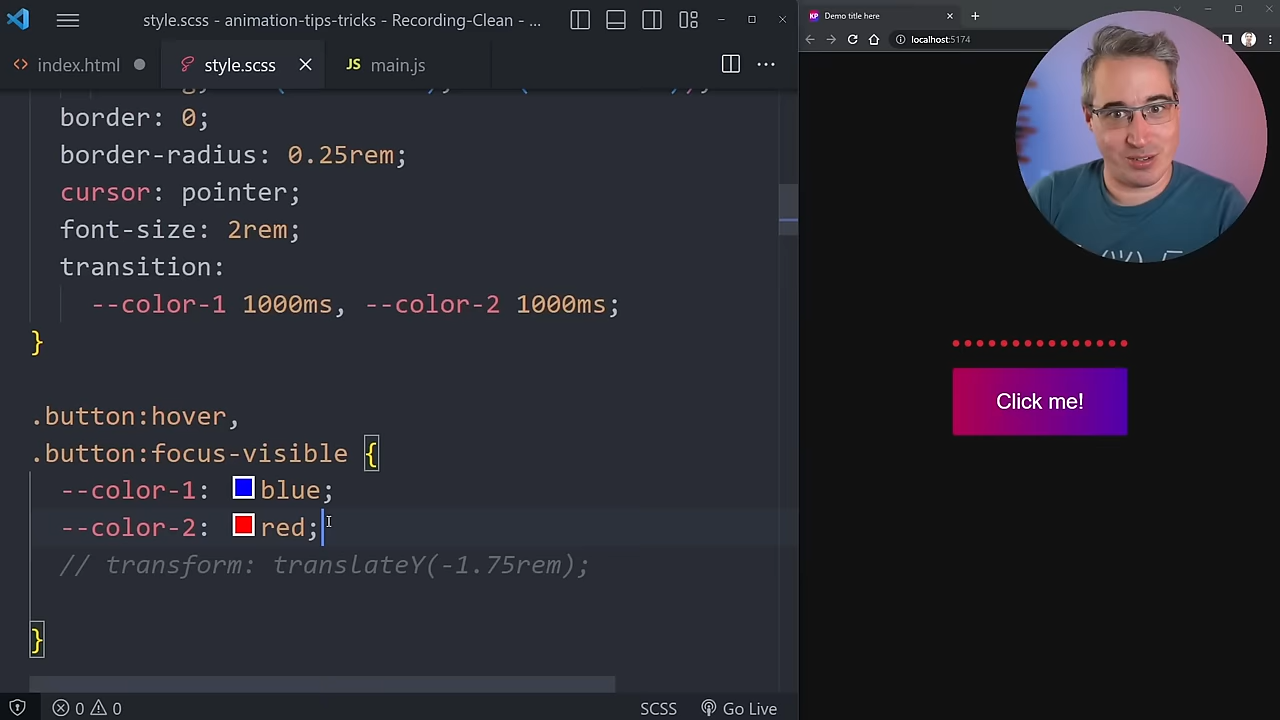 style.scss - animation-tips-tricks - Recording-Clean - ...
index.html
style.scss
JS main.js
border: 0;
border-radius: 0.25rem;
cursor: pointer;
font-size: 2rem;
transition:
--color-1 1000ms, --color-2 1000ms;
}
.button:hover,
.button:focus-visible {
--color-1: blue;
--color-2: red;
// transform: translateY(-1.75rem);
}
0 0
SCSS
Go Live
KP Demo title here
localhost:5174
Click me!